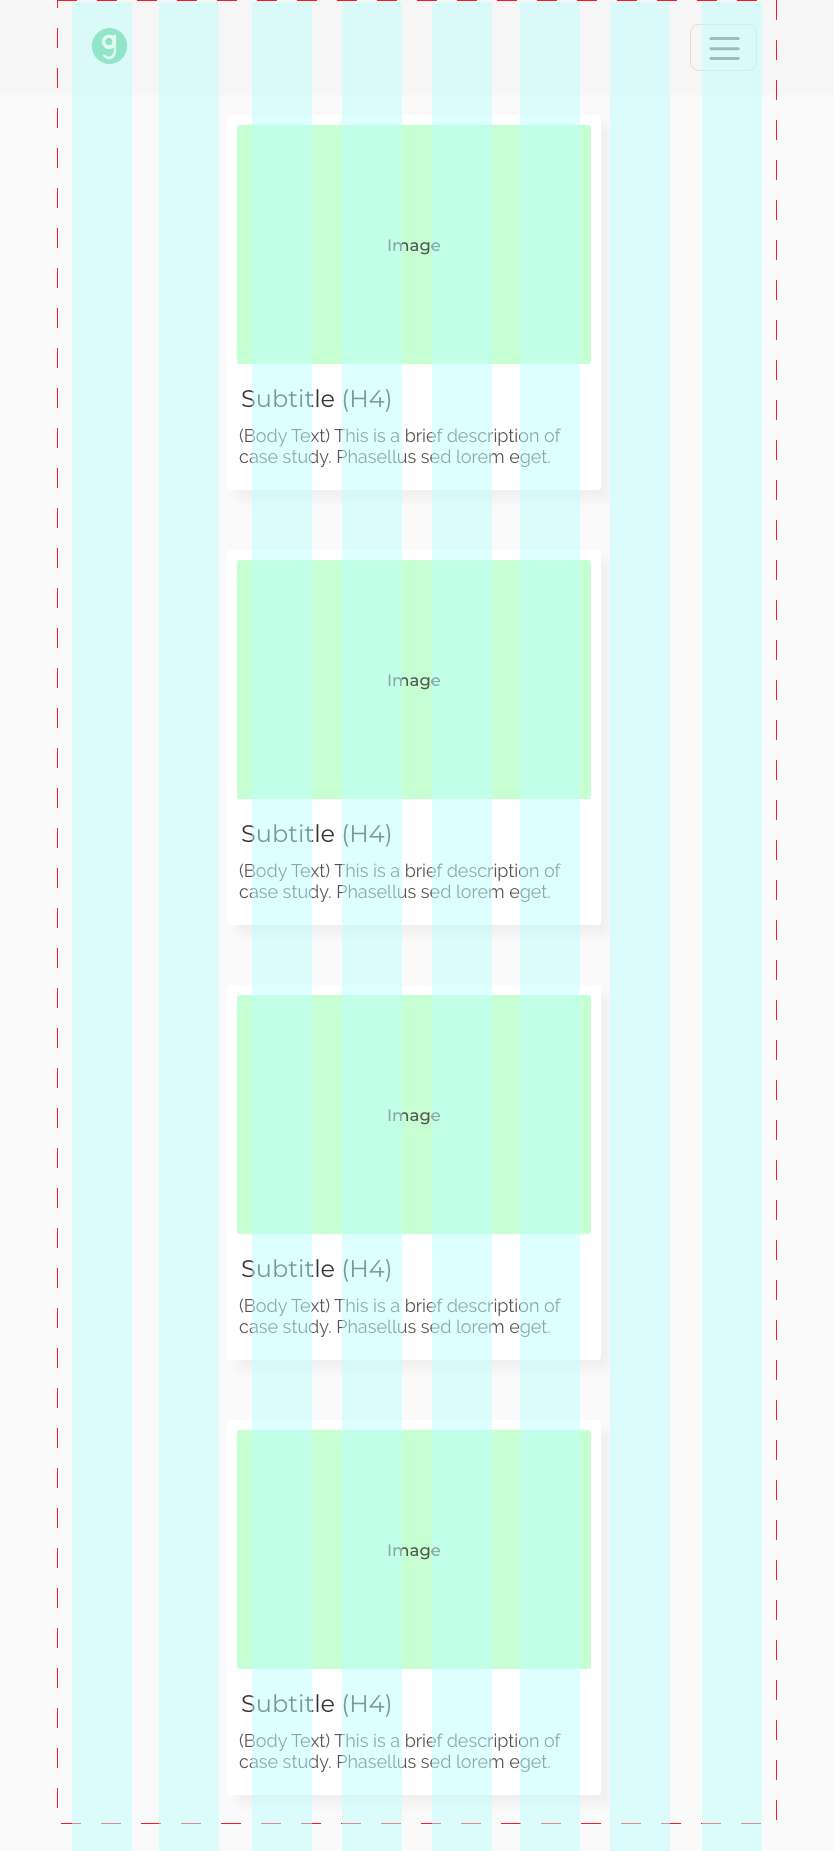 g
Image
Subtitle (H4)
(Body Text) This is a brief description of
case study. Phasellus sed lorem eget.
Image
Subtitle (H4)
(Body Text) This is a brief description of
case study. Phasellus sed lorem eget.
Image
Subtitle (H4)
(Body Text) This is a brief description of
case study. Phasellus sed lorem eget.
Image
Subtitle (H4)
(Body Text) This is a brief description of
case study. Phasellus sed lorem eget.